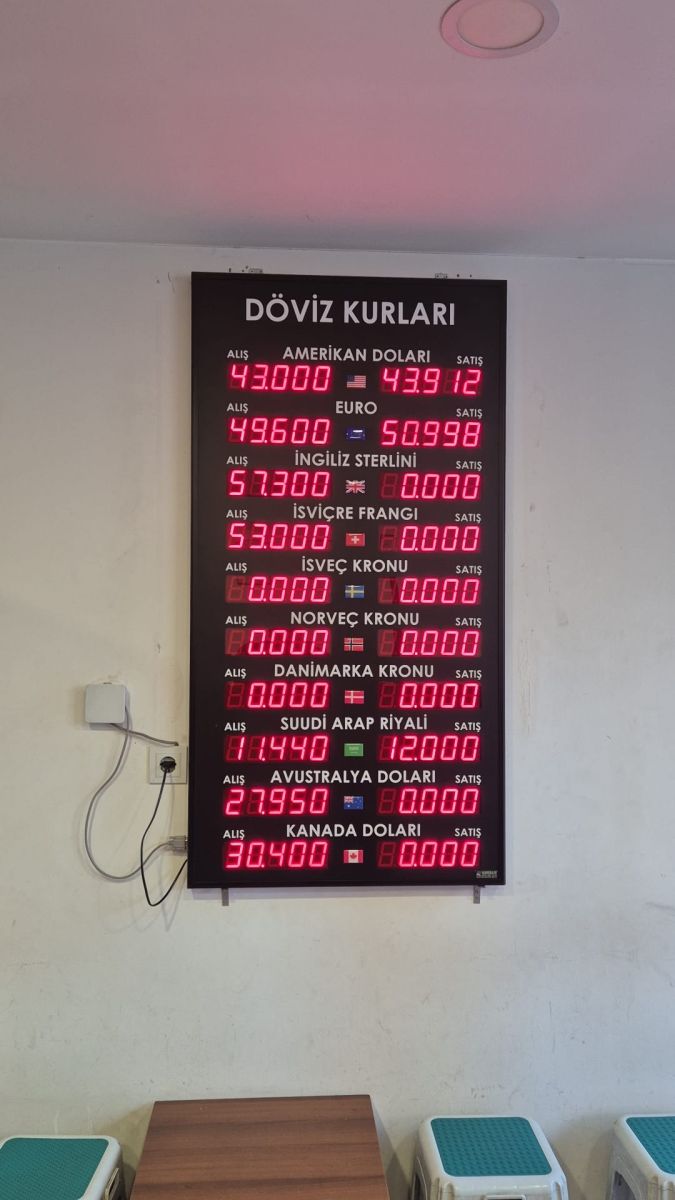 DÖVİZ KURLARI
ALIŞ AMERİKAN DOLARI SATIŞ
43.000 43.912
ALIŞ EURO SATIŞ
49.600 50.998
ALIŞ İNGİLİZ STERLİNİ SATIŞ
57.300 0.000
ALIŞ İSVİÇRE FRANGI SATIŞ
53.000 0.000
ALIŞ İSVEÇ KRONU SATIŞ
0.000 0.000
ALIŞ NORVEÇ KRONU SATIŞ
0.000 0.000
ALIŞ DANİMARKA KRONU SATIŞ
0.000 0.000
ALIŞ SUUDİ ARAP RİYALİ SATIŞ
11.440 12.000
ALIŞ AVUSTRALYA DOLARI SATIŞ
27.950 0.000
ALIŞ KANADA DOLARI SATIŞ
30.400 0.000